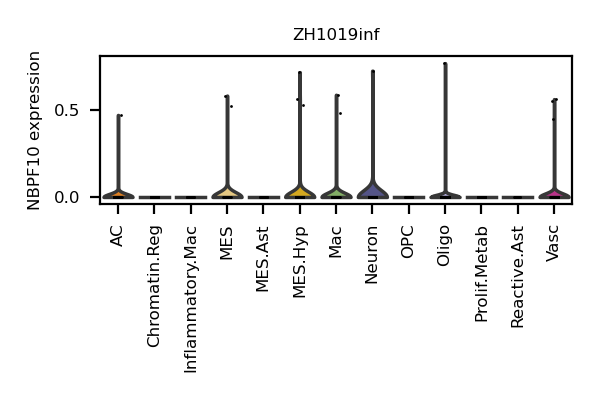 ZH1019inf
NBPF10 expression
0.5
0.0
AC
Chromatin.Reg
Inflammatory.Mac
MES
MES.Ast
MES.Hyp
Mac
Neuron
OPC
Oligo
Prolif.Metab
Reactive.Ast
Vasc